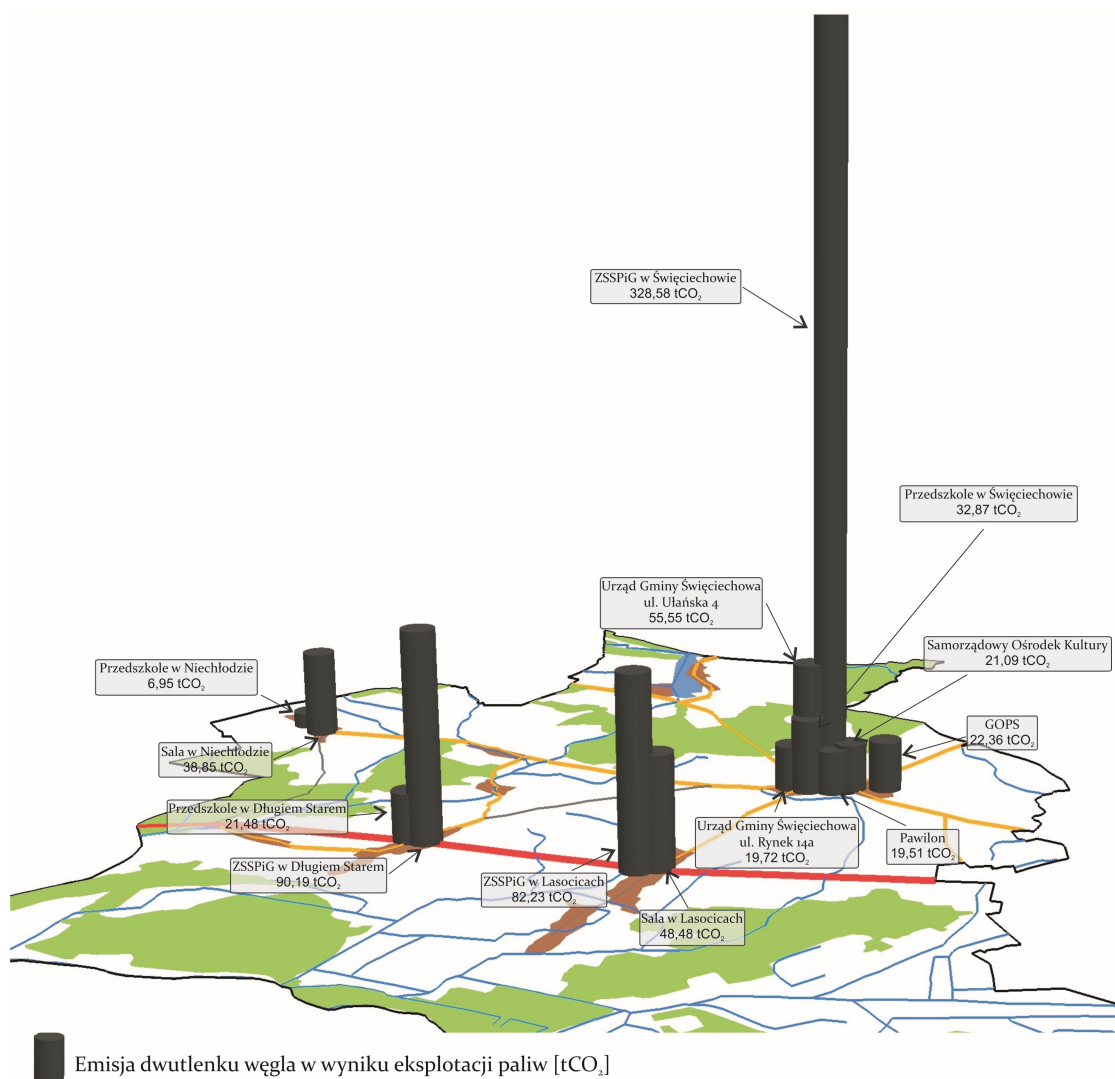 ZSSPiG w Święciechowie
328,58 tCO₂
Przedszkole w Święciechowie
32,87 tCO₂
Urząd Gminy Święciechowa
ul. Ułańska 4
55,55 tCO₂
Samorządowy Ośrodek Kultury
21,09 tCO₂
Przedszkole w Niechłodzie
6,95 tCO₂
GOPS
22,36 tCO₂
Sala w Niechłodzie
38,85 tCO₂
Przedszkole w Długiem Starem
21,48 tCO₂
Urząd Gminy Święciechowa
ul. Rynek 14a
19,72 tCO₂
Pawilon
19,51 tCO₂
ZSSPiG w Długiem Starem
90,19 tCO₂
ZSSPiG w Lasocicach
82,23 tCO₂
Sala w Lasocicach
48,48 tCO₂
Emisja dwutlenku węgla w wyniku eksplotacji paliw [tCO₂]